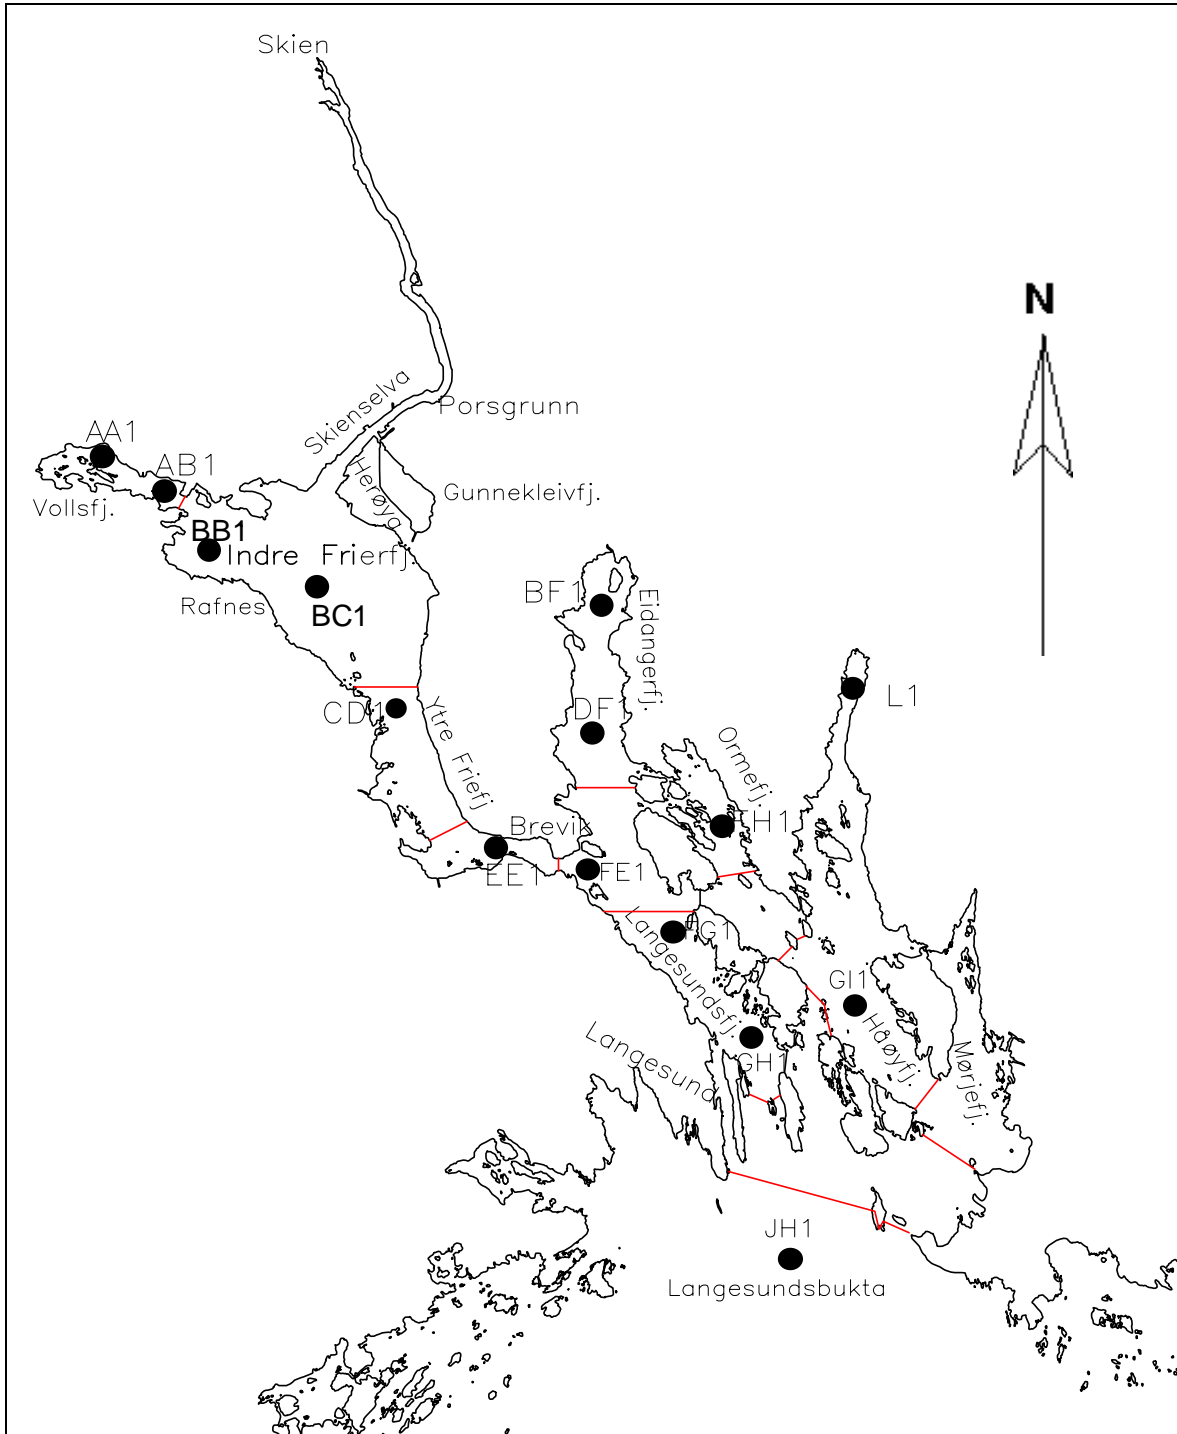 Skien
N
Skienselva
Porsgrunn
AA1
AB1
Herøya
Gunnekleivfj.
Vollsfj.
BB1
Indre Frierfj.
BF1
Eidangerfj.
Rafnes
BC1
L1
CD1
Ytre Friefj
DF1
Ormefj.
Brevik
FH1
EE1
FE1
FG1
Langesundsfj.
GI1
Håøyfj.
Langesund
GH1
Mørjefj.
JH1
Langesundsbukta